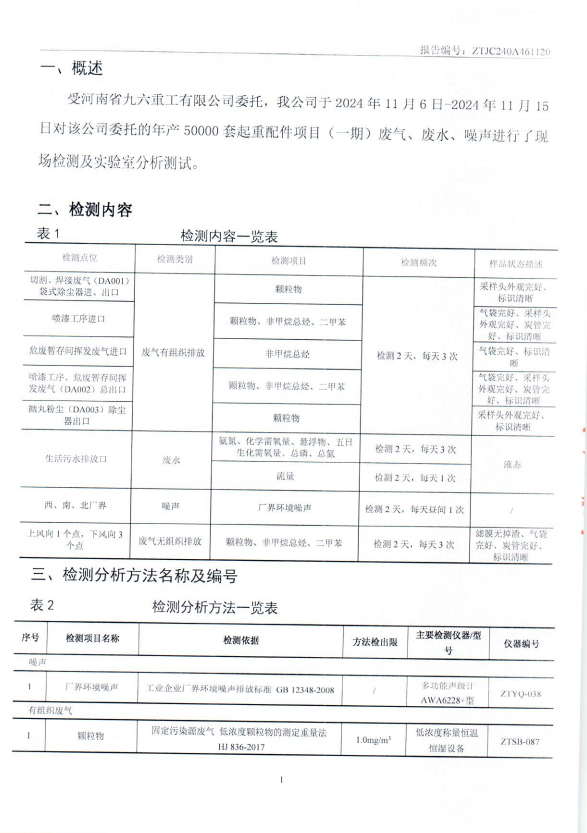 报告编号：ZTJC240A461120
一、概述
受河南省九六重工有限公司委托，我公司于 2024 年 11 月 6 日-2024 年 11 月 15
日对该公司委托的年产 50000 套起重配件项目（一期）废气、废水、噪声进行了现
场检测及实验室分析测试。
二、检测内容
表 1 检测内容一览表
检测点位 检测类别 检测项目 检测频次 样品状态描述
切割、焊接废气（DA001）
袋式除尘器进、出口
颗粒物
采样头外观完好、
标识清晰
喷漆工序进口
颗粒物、非甲烷总烃、二甲苯
气袋完好、采样头
外观完好、炭管完
好、标识清晰
危废暂存间挥发废气进口
废气有组织排放
非甲烷总烃
检测 2 天，每天 3 次
气袋完好、标识清
晰
喷漆工序、危废暂存间挥
发废气（DA002）总出口
颗粒物、非甲烷总烃、二甲苯
气袋完好、采样头
外观完好、炭管完
好、标识清晰
抛丸粉尘（DA003）除尘
器出口
颗粒物
采样头外观完好、
标识清晰
生活污水排放口
废水
氨氮、化学需氧量、悬浮物、五日
生化需氧量、总磷、总氮
检测 2 天，每天 3 次
液态
流量
检测 2 天，每天 1 次
西、南、北厂界 噪声 厂界环境噪声 检测 2 天，每天昼间 1 次 /
上风向 1 个点，下风向 3
个点
废气无组织排放
颗粒物、非甲烷总烃、二甲苯
检测 2 天，每天 3 次
滤膜无掉渣、气袋
完好、炭管完好、
标识清晰
三、检测分析方法名称及编号
表 2 检测分析方法一览表
序号 检测项目名称 检测依据 方法检出限 主要检测仪器/型
号
仪器编号
噪声
1 厂界环境噪声 工业企业厂界环境噪声排放标准 GB 12348-2008 / 多功能声级计
AWA6228+型
ZTYQ-038
有组织废气
1 颗粒物 固定污染源废气 低浓度颗粒物的测定重量法
HJ 836-2017
1.0mg/m³
低浓度称量恒温
恒湿设备
ZTSB-087
1